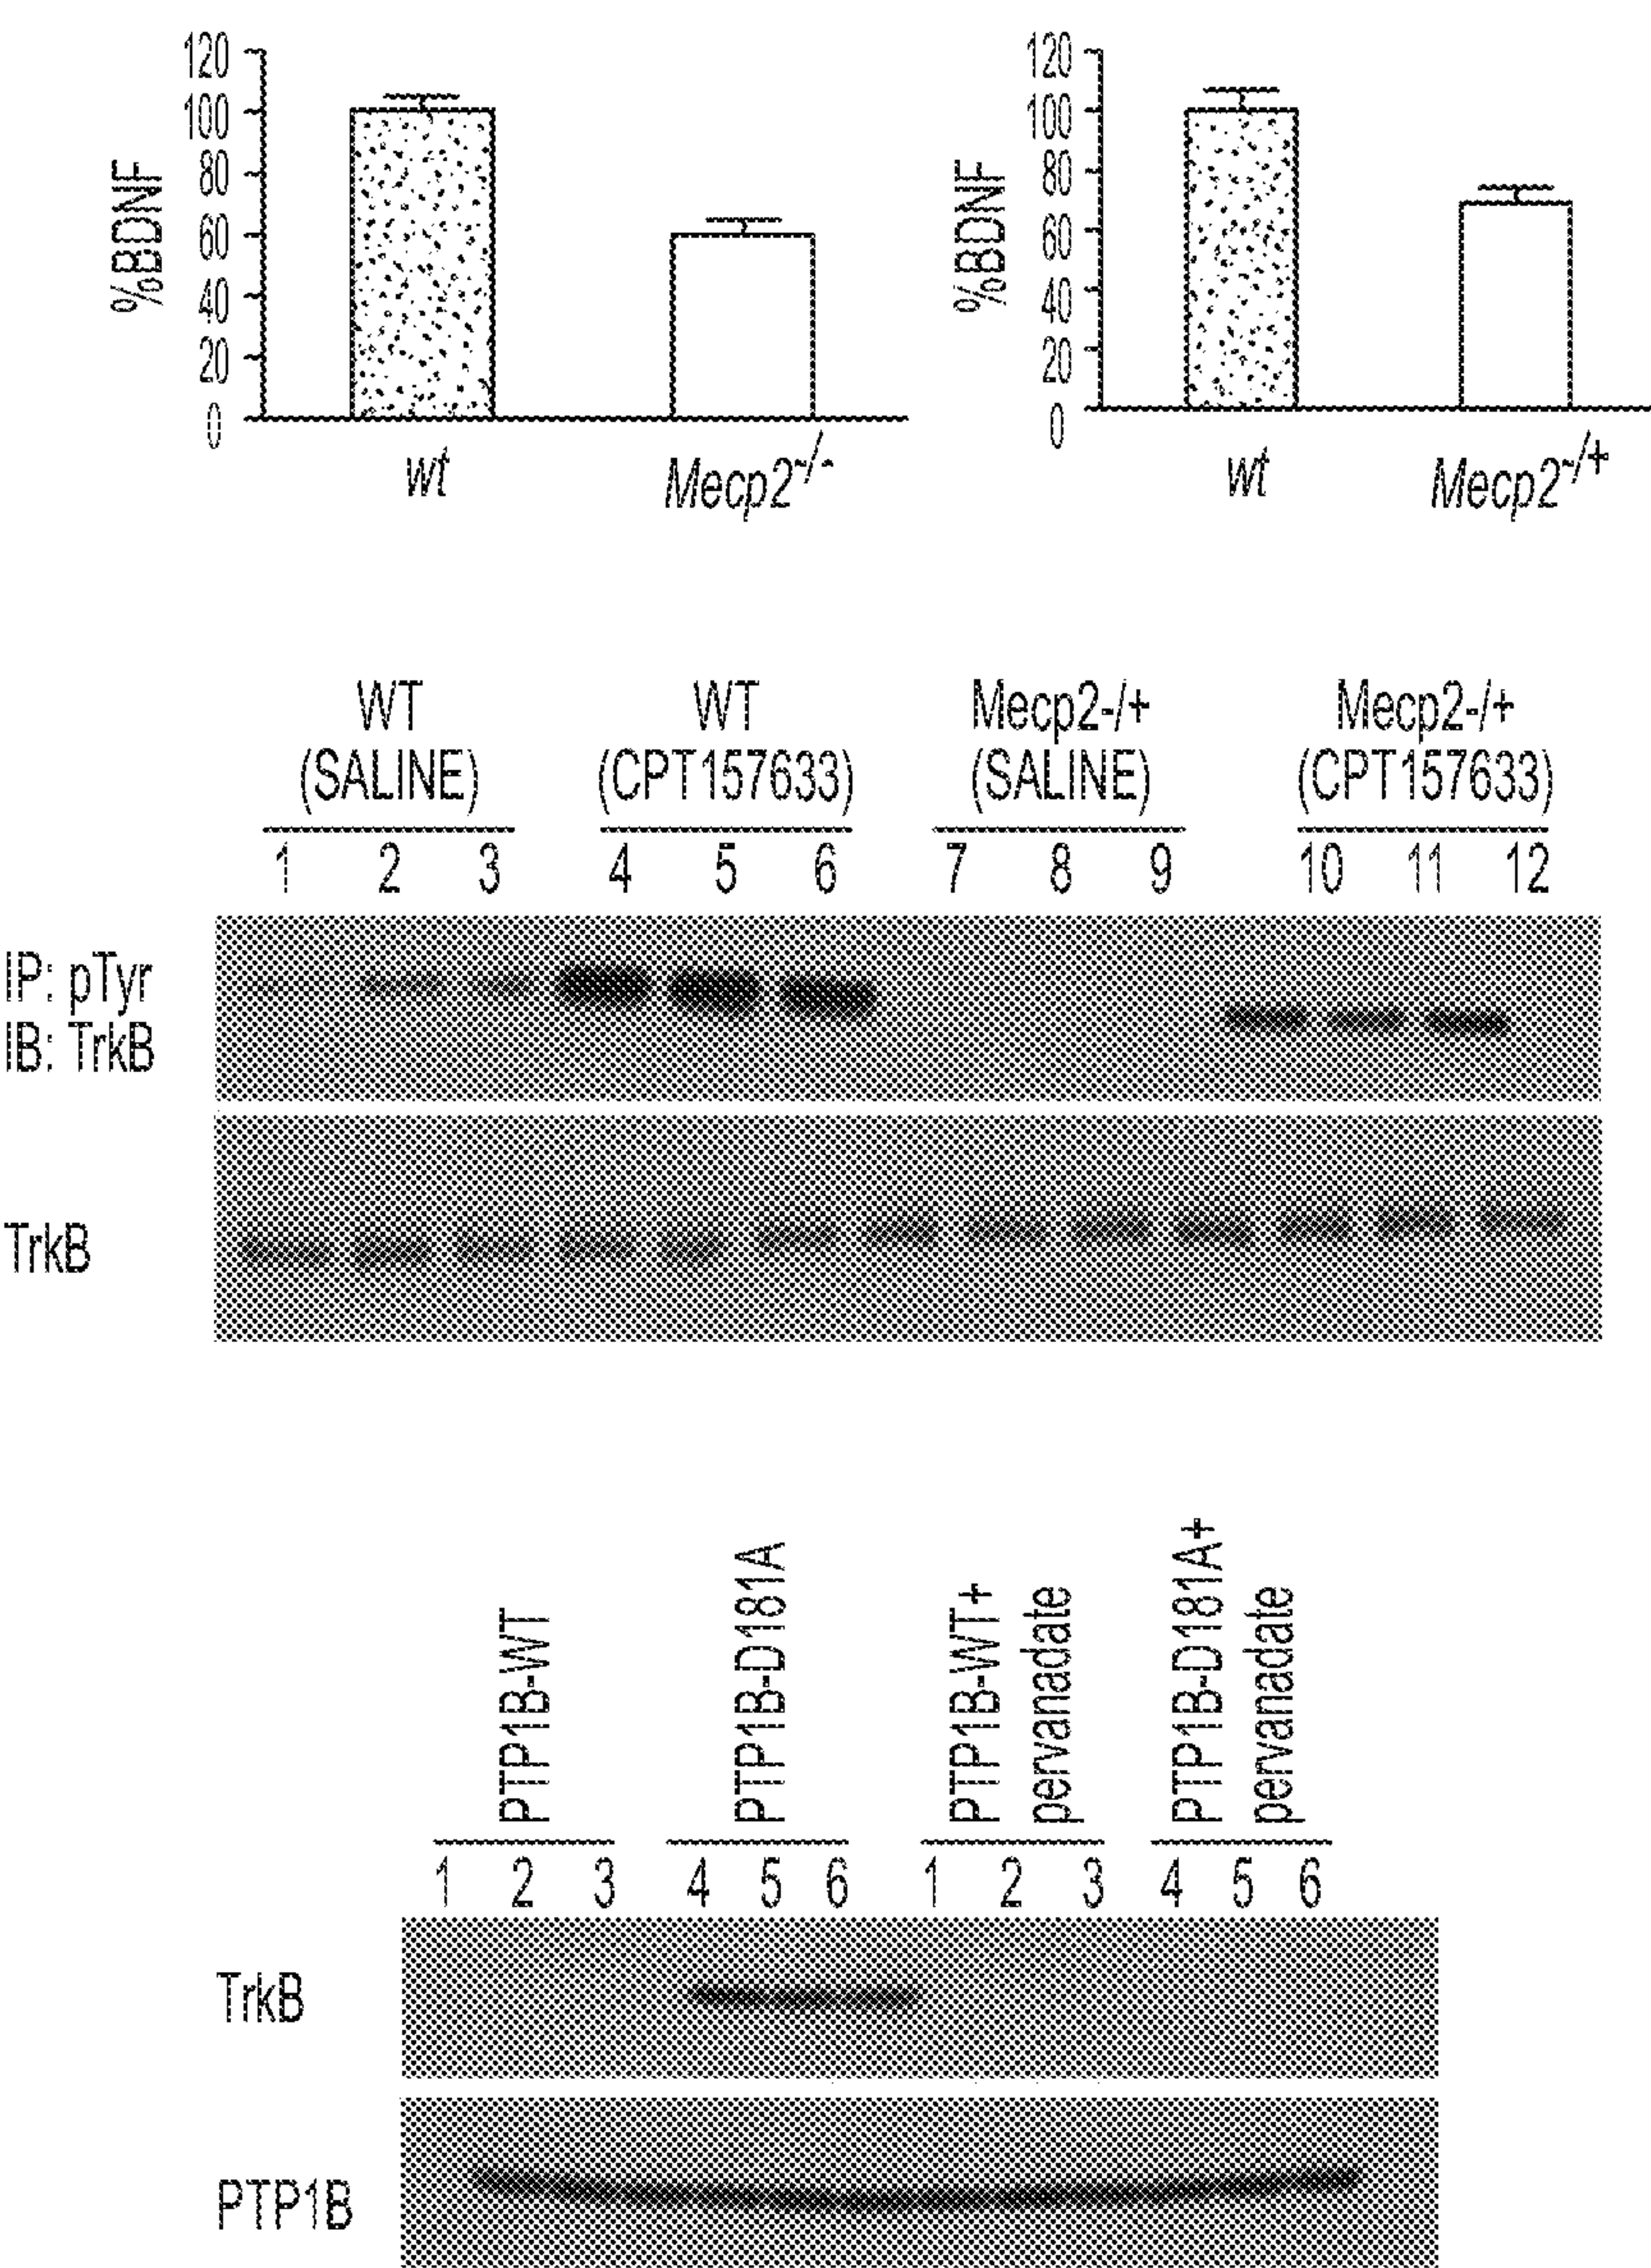 120
100
80
60
40
20
0
%BDNF
wt
Mecp2-/-
120
100
80
60
40
20
0
%BDNF
wt
Mecp2-/+
WT
(SALINE)
WT
(CPT157633)
Mecp2-/+
(SALINE)
Mecp2-/+
(CPT157633)
1 2 3 4 5 6 7 8 9 10 11 12
IP: pTyr
IB: TrkB
TrkB
PTP1B-WT
PTP1B-D181A
PTP1B-WT+
pervanadate
PTP1B-D181A+
pervanadate
1 2 3 4 5 6 1 2 3 4 5 6
TrkB
PTP1B